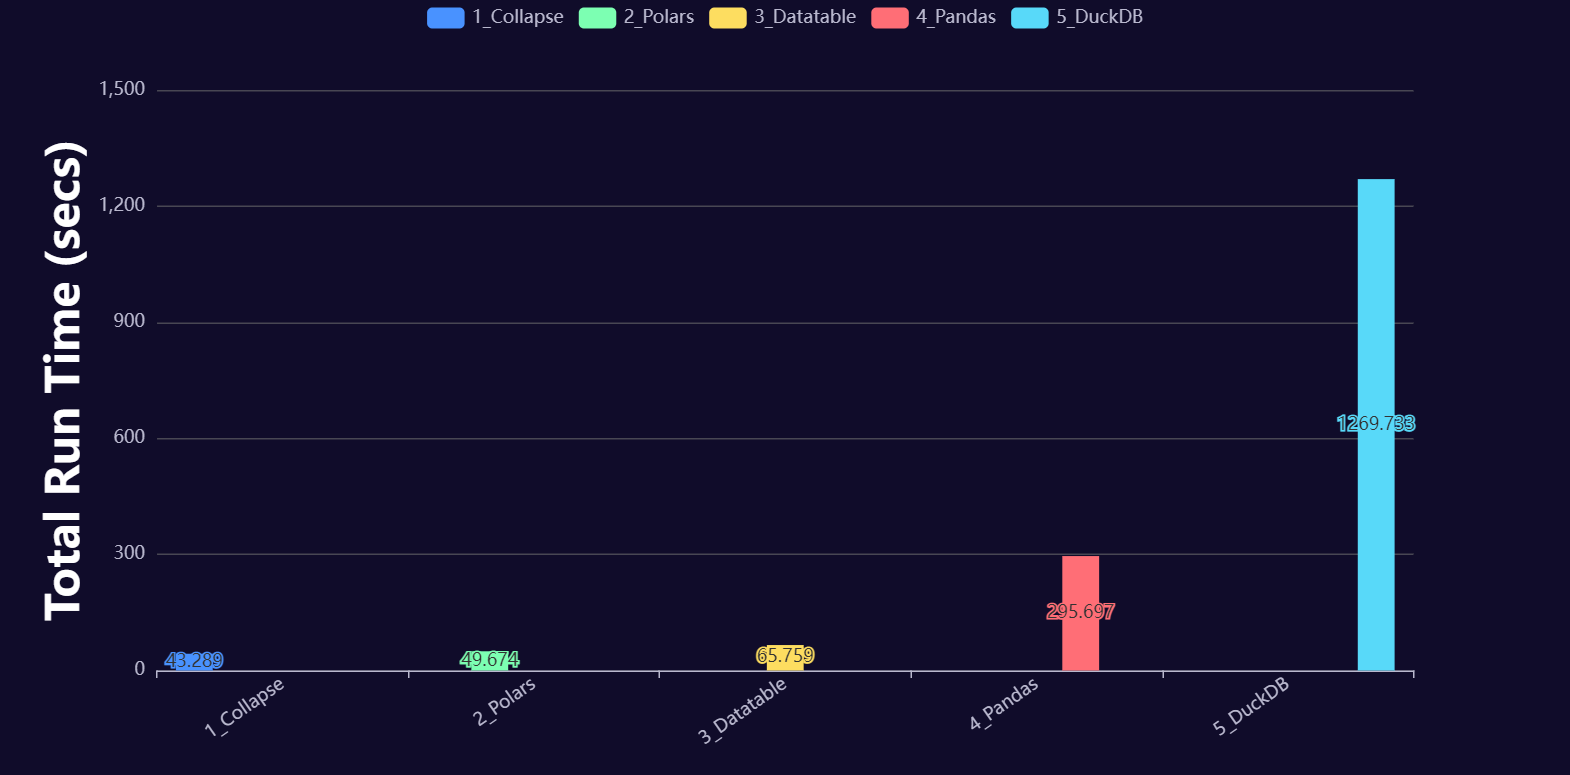 1_Collapse 2_Polars 3_Datatable 4_Pandas 5_DuckDB
Total Run Time (secs)
1,500
1,200
900
600
300
0
43.289
49.674
65.759
295.697
1269.733
1_Collapse
2_Polars
3_Datatable
4_Pandas
5_DuckDB